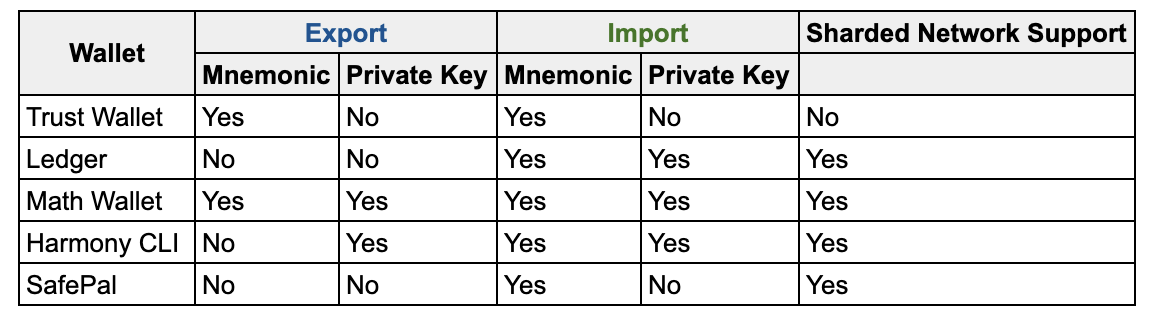 Wallet Export Import Sharded Network Support
Mnemonic Private Key Mnemonic Private Key
Trust Wallet Yes No Yes No No
Ledger No No Yes Yes Yes
Math Wallet Yes Yes Yes Yes Yes
Harmony CLI No Yes Yes Yes Yes
SafePal No No Yes No Yes